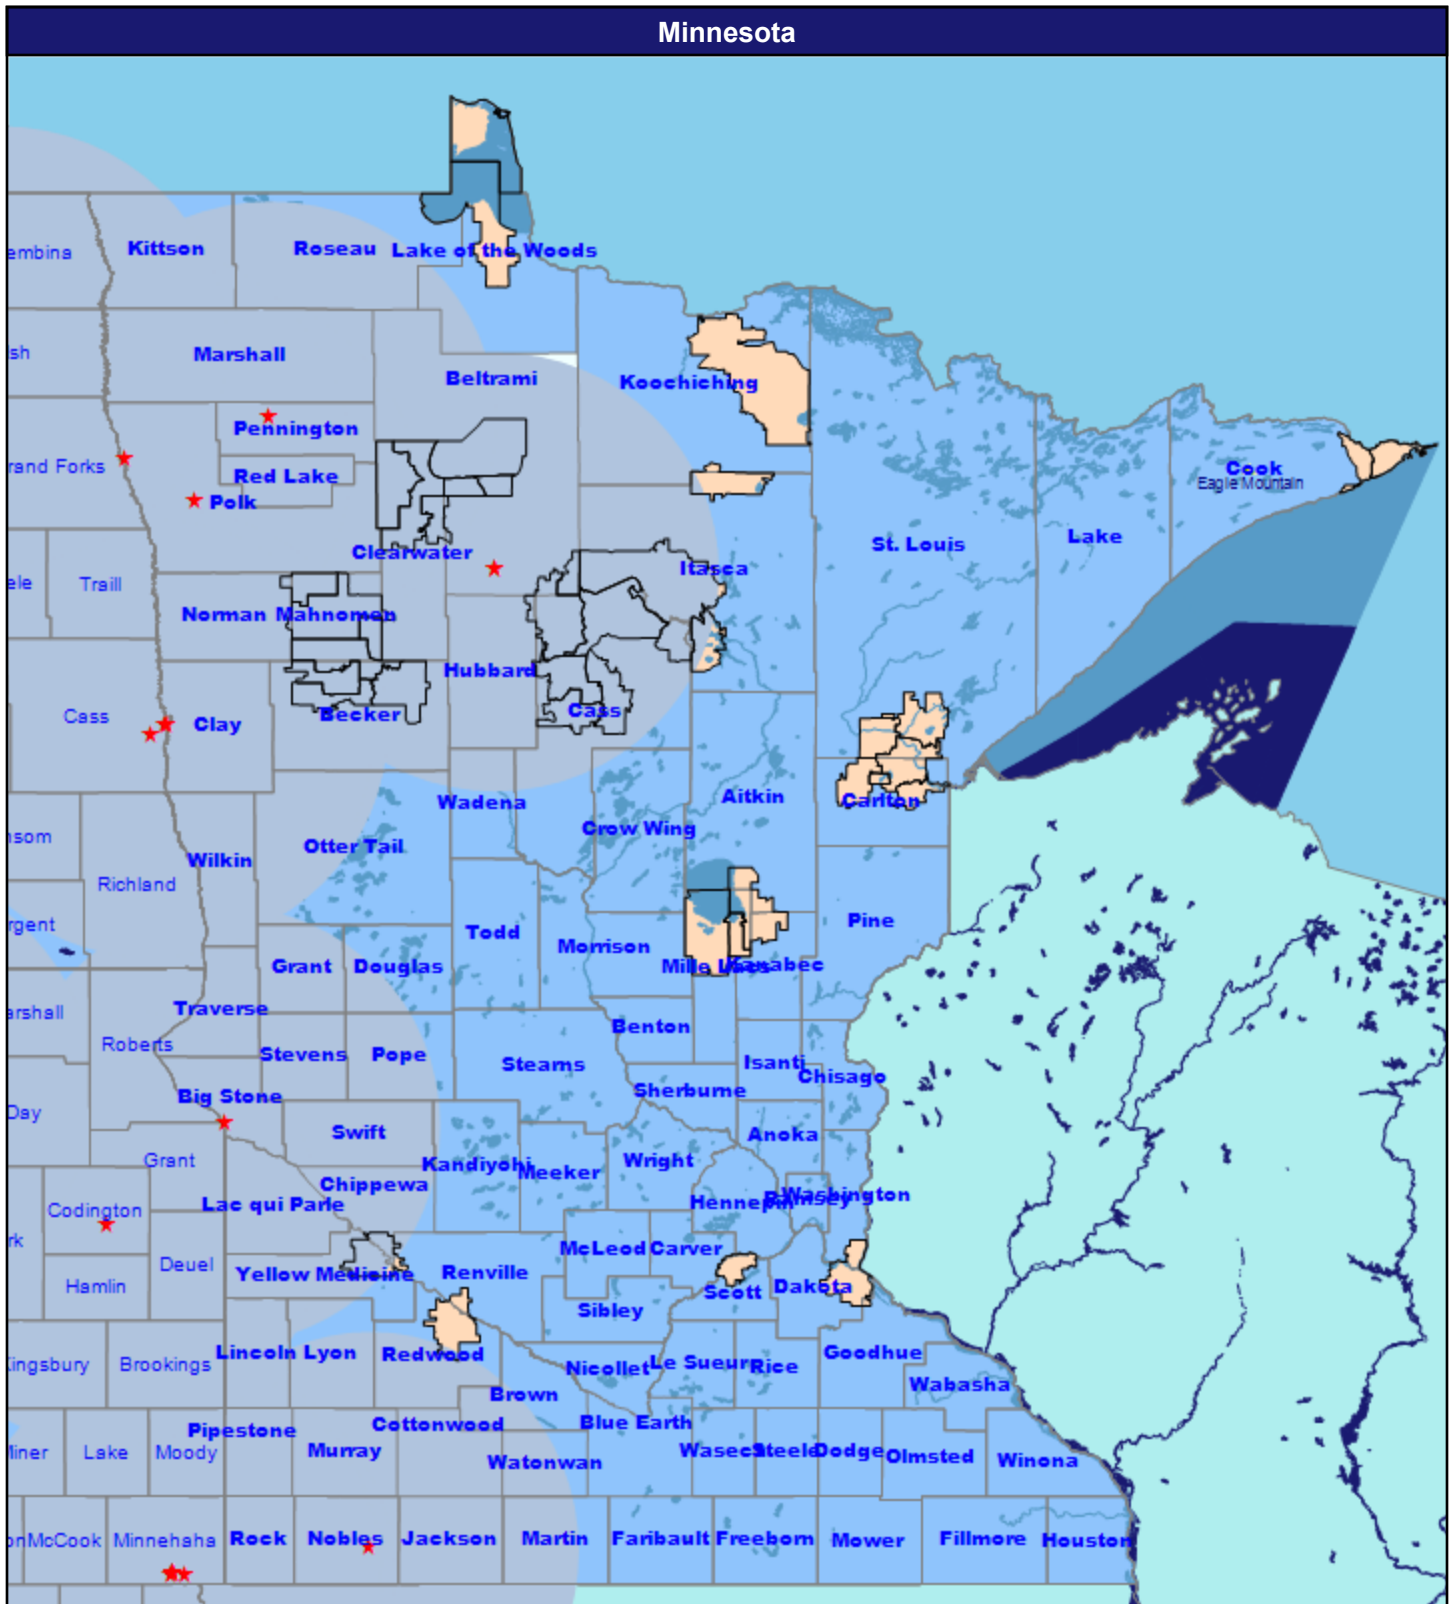 Minnesota
embina
Kittson
Roseau
Lake of the Woods
sh
Marshall
Beltrami
Koochiching
Pennington
rand Forks
Red Lake
Polk
Cook
Eagle Mountain
Clearwater
St. Louis
Lake
Itasca
ele
Traill
Norman
Mahnomen
Hubbard
Cass
Clay
Becker
Cass
Wadena
Aitkin
Carlton
nsom
Crow Wing
Otter Tail
Wilkin
Richland
rgent
Todd
Morrison
Pine
Grant
Douglas
Mille Lacs
Kanabec
arshall
Traverse
Roberts
Benton
Stevens
Pope
Stearns
Isanti
Chisago
Sherburne
Big Stone
Day
Swift
Anoka
Grant
Kandiyohi
Meeker
Wright
Chippewa
Codington
Lac qui Parle
Hennepin
Ramsey
Washington
rk
Deuel
McLeod
Carver
Hamlin
Yellow Medicine
Renville
Scott
Dakota
Sibley
Kingsbury
Brookings
Lincoln
Lyon
Redwood
Nicollet
Le Sueur
Rice
Goodhue
Wabasha
Brown
Pipestone
Cottonwood
Blue Earth
Miner
Lake
Moody
Murray
Watonwan
Waseca
Steele
Dodge
Olmsted
Winona
on
McCook
Minnehaha
Rock
Nobles
Jackson
Martin
Faribault
Freeborn
Mower
Fillmore
Houston